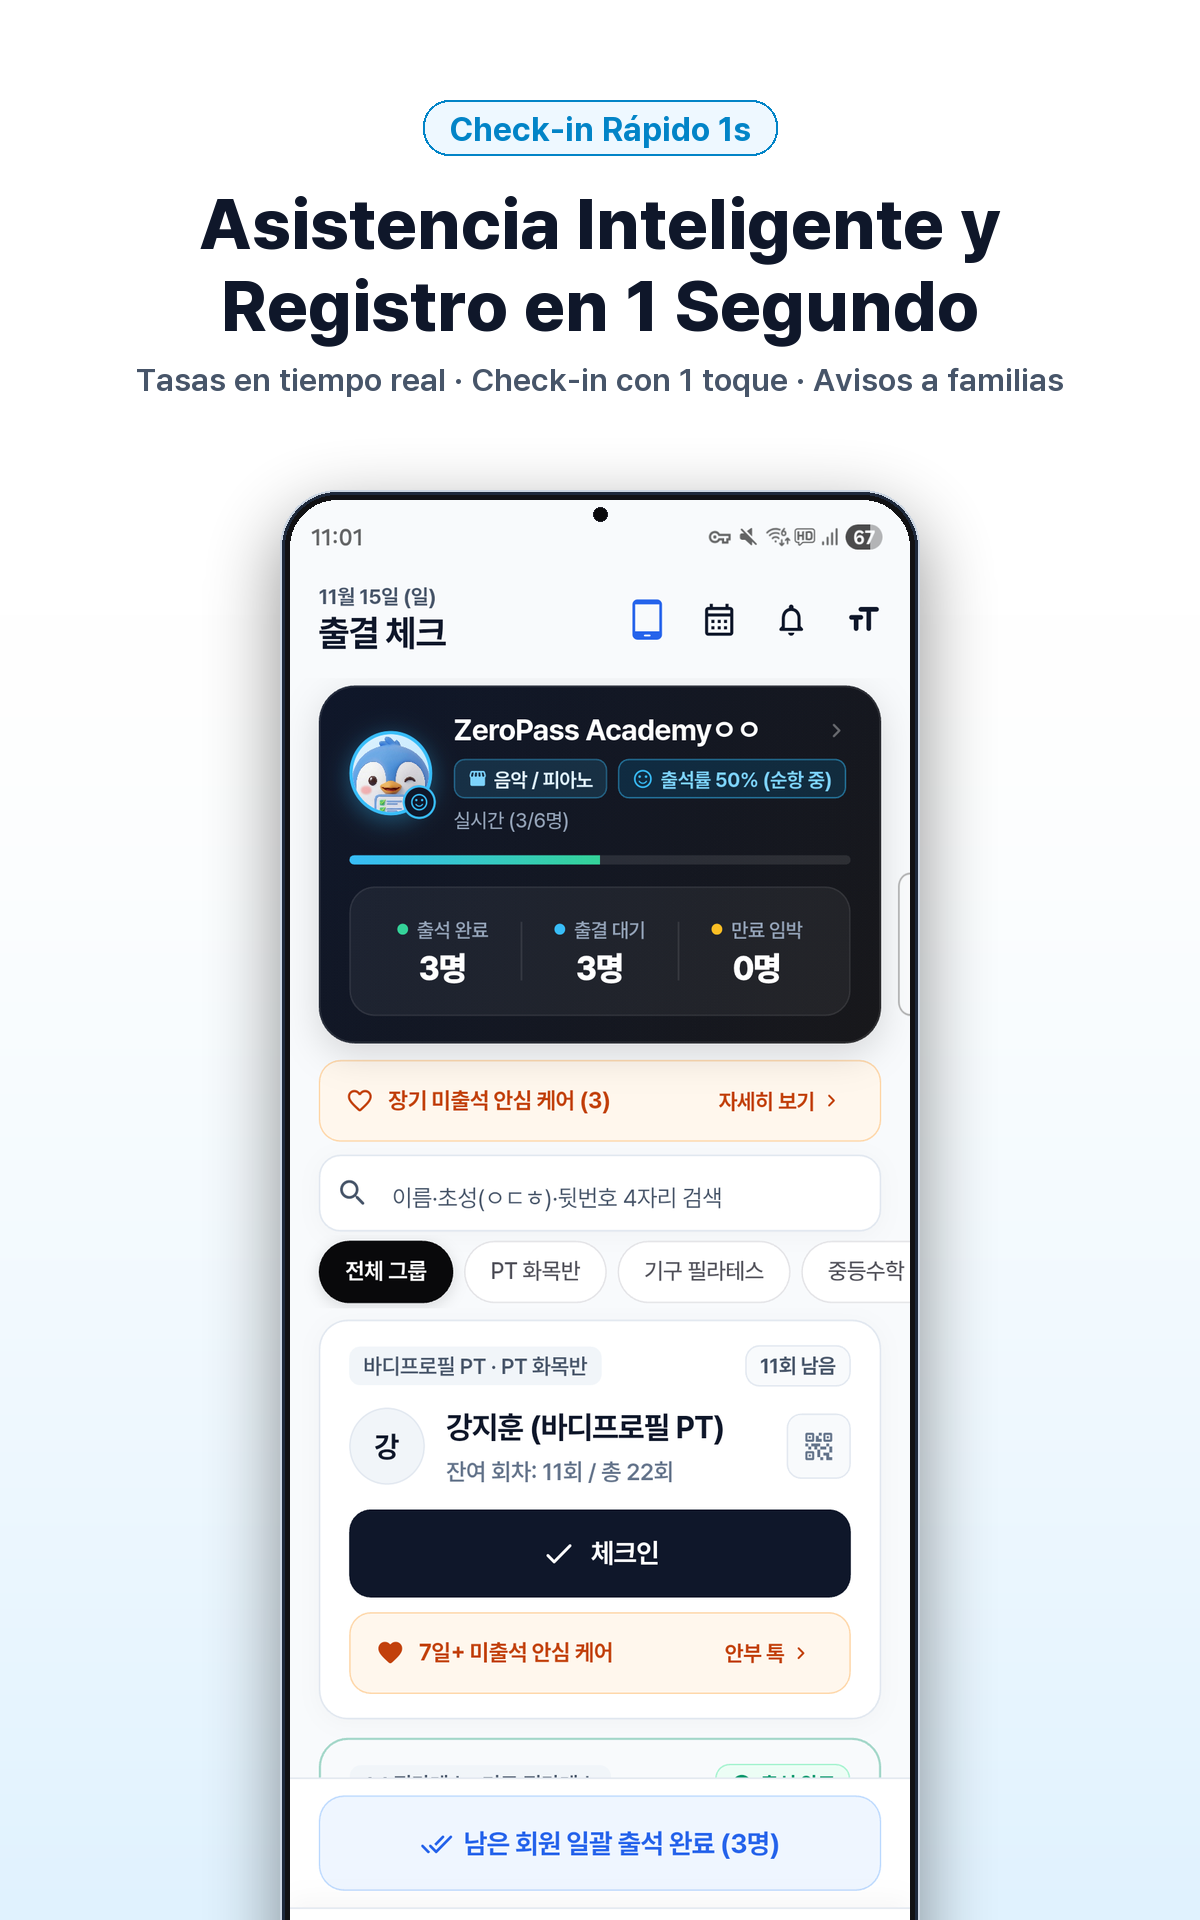 Check-in Rápido 1s
Asistencia Inteligente y
Registro en 1 Segundo
Tasas en tiempo real · Check-in con 1 toque · Avisos a familias
11:01
HD
67
11월 15일 (일)
출결 체크
ZeroPass Academyㅇㅇ
음악 / 피아노
출석률 50% (순항 중)
실시간 (3/6명)
출석 완료
출결 대기
만료 임박
3명
3명
0명
장기 미출석 안심 케어 (3)
자세히 보기
이름·초성(ㅇㄷㅎ)·뒷번호 4자리 검색
전체 그룹
PT 화목반
기구 필라테스
중등수학
바디프로필 PT · PT 화목반
11회 남음
강
강지훈 (바디프로필 PT)
잔여 회차: 11회 / 총 22회
체크인
7일+ 미출석 안심 케어
안부 톡
남은 회원 일괄 출석 완료 (3명)